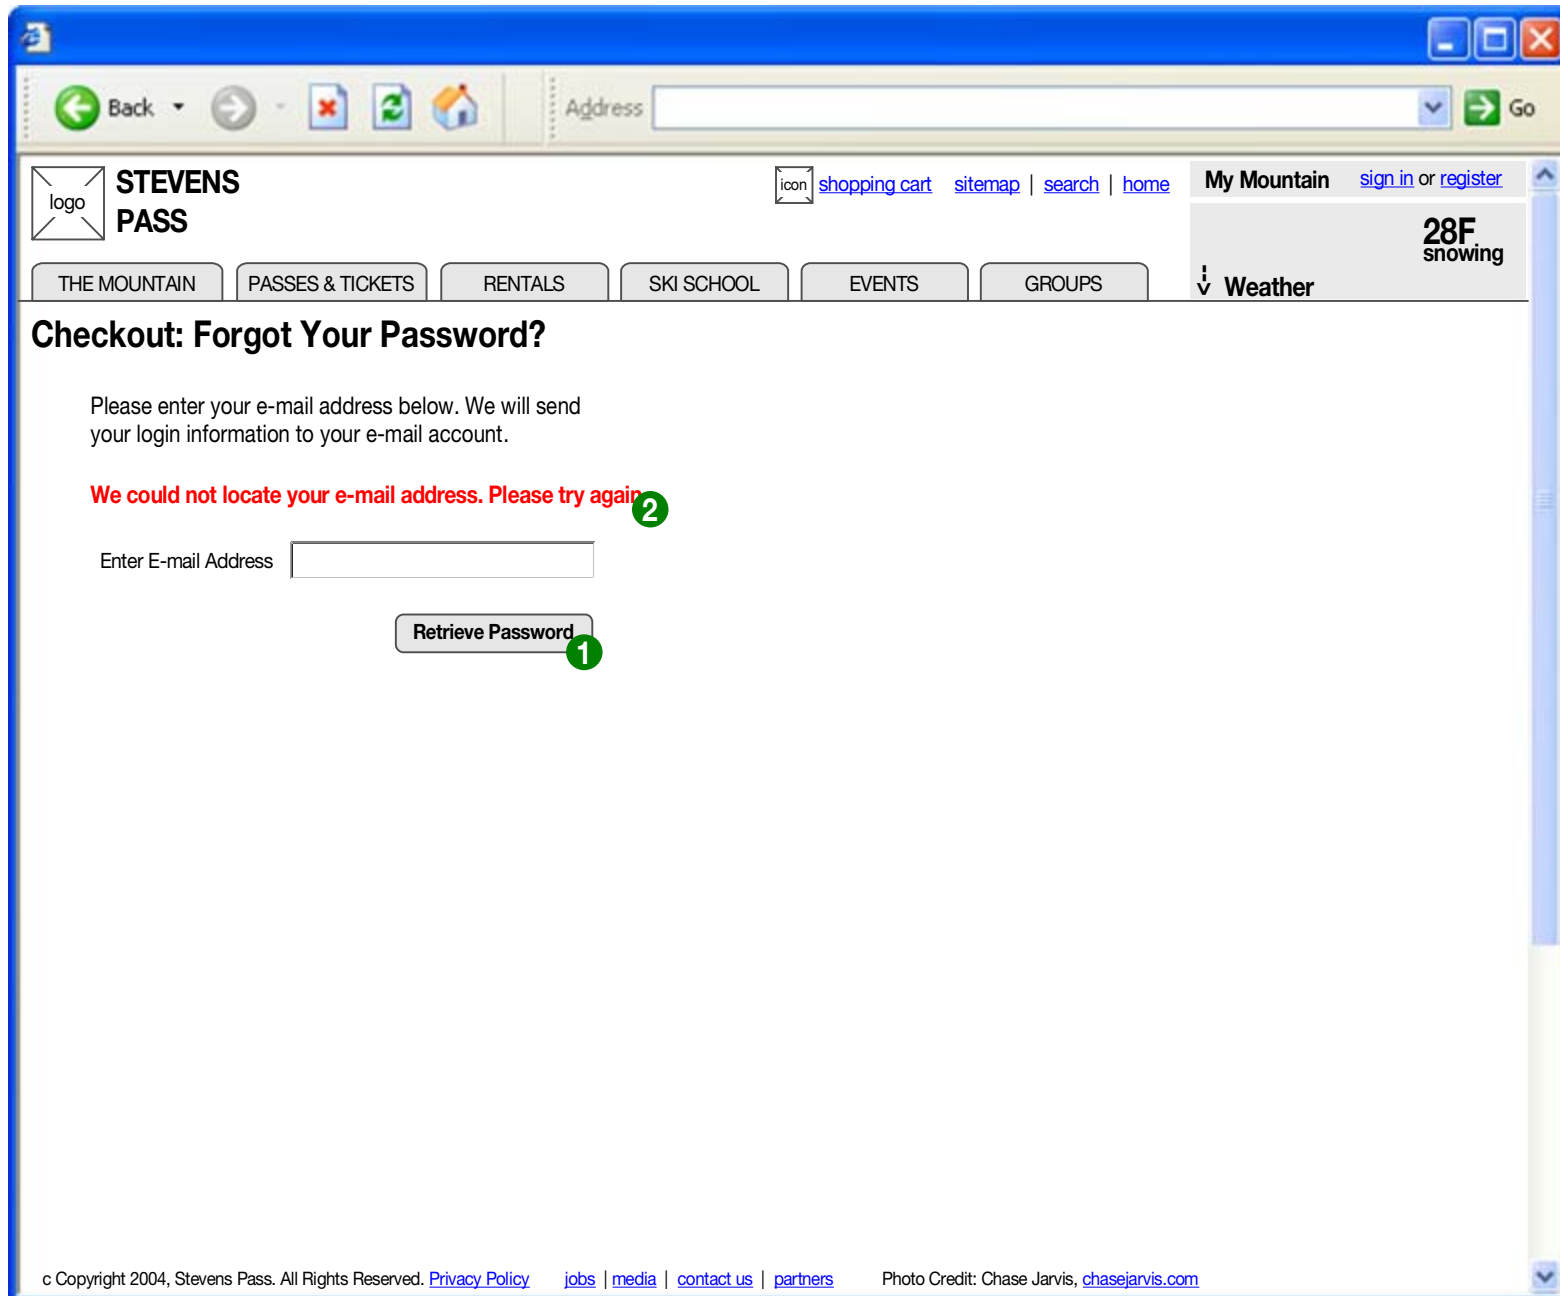 Back
Address
Go
logo
STEVENS
PASS
icon shopping cart sitemap | search | home
My Mountain sign in or register
28F
snowing
Weather
THE MOUNTAIN PASSES & TICKETS RENTALS SKI SCHOOL EVENTS GROUPS
Checkout: Forgot Your Password?
Please enter your e-mail address below. We will send
your login information to your e-mail account.
We could not locate your e-mail address. Please try again
2
Enter E-mail Address
Retrieve Password
1
c Copyright 2004, Stevens Pass. All Rights Reserved. Privacy Policy jobs | media | contact us | partners Photo Credit: Chase Jarvis, chasejarvis.com